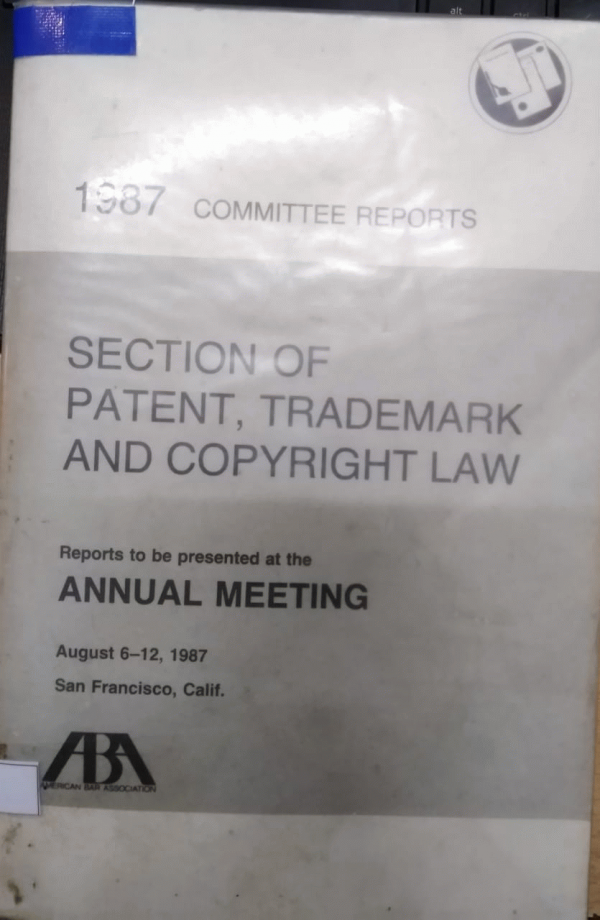 alt
1987 COMMITTEE REPORTS
SECTION OF
PATENT, TRADEMARK
AND COPYRIGHT LAW
Reports to be presented at the
ANNUAL MEETING
August 6–12, 1987
San Francisco, Calif.
ABA
AMERICAN BAR ASSOCIATION